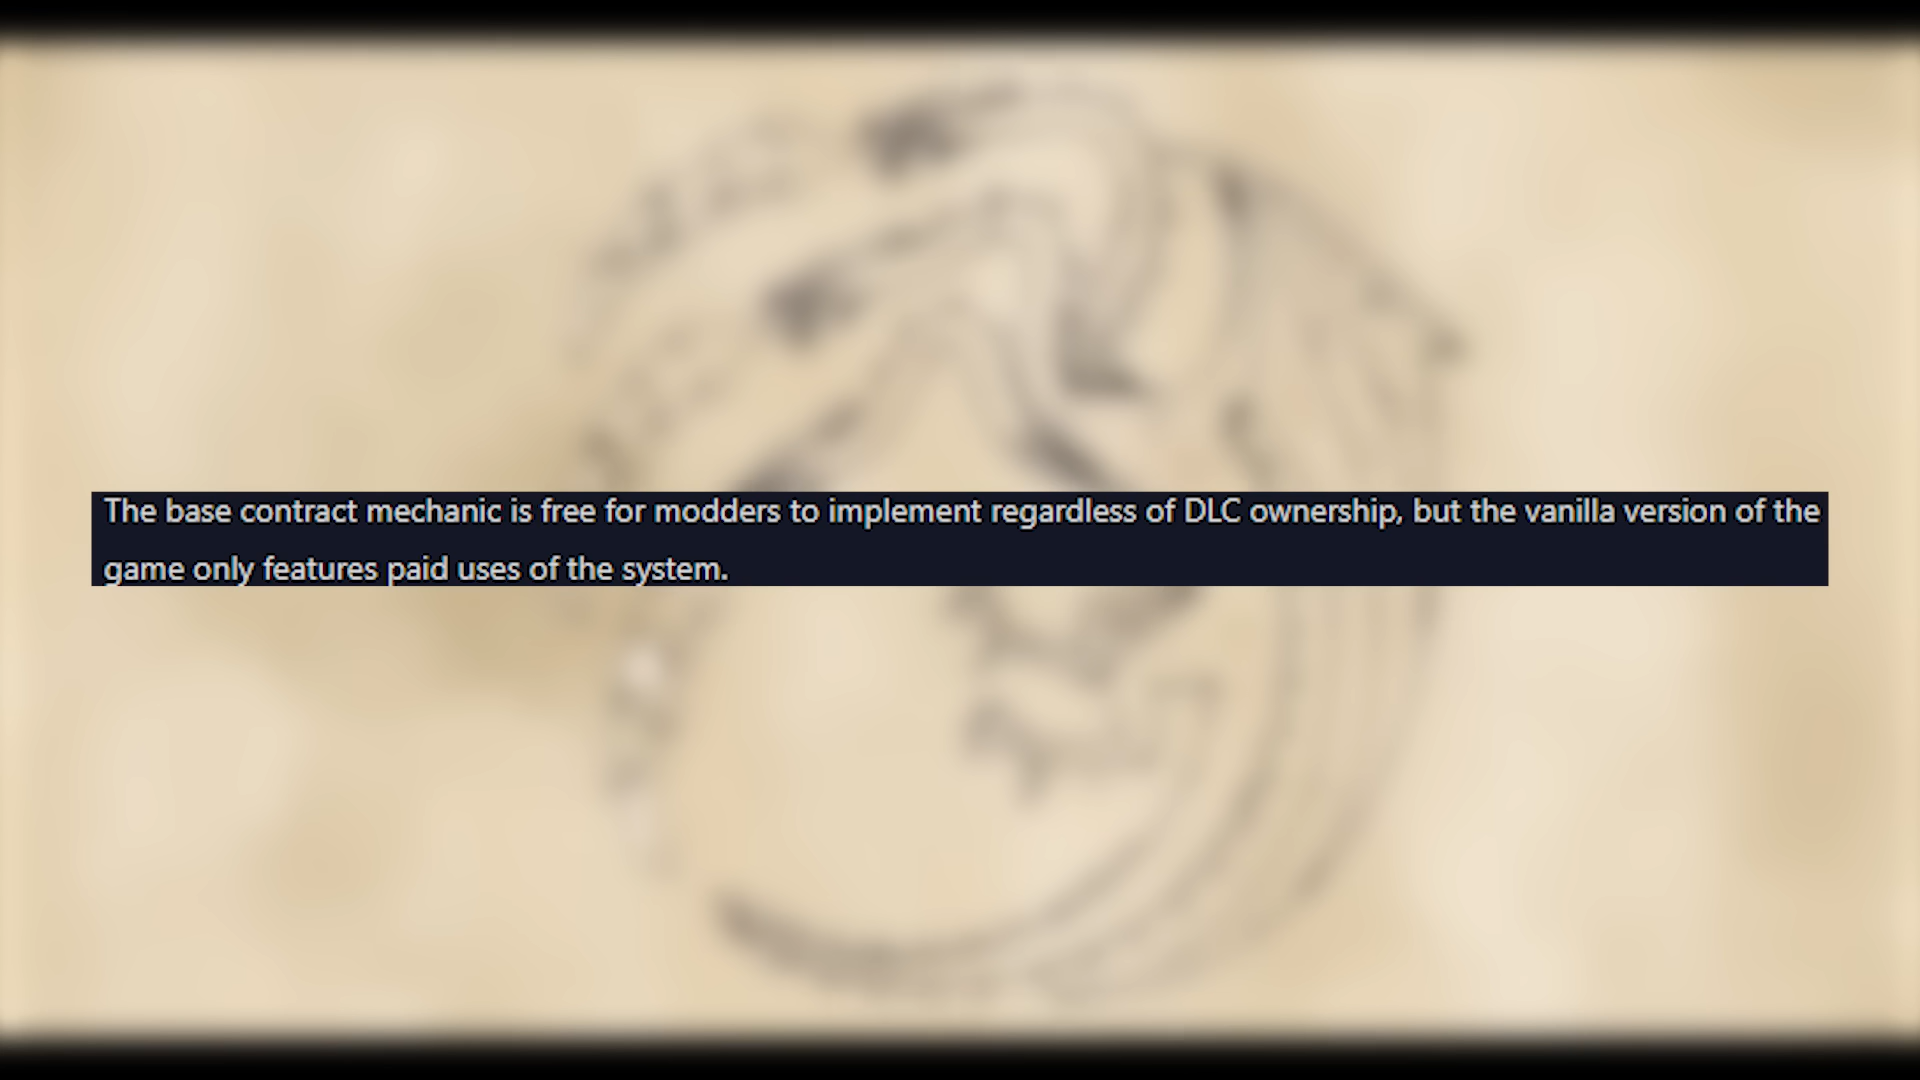 The base contract mechanic is free for modders to implement regardless of DLC ownership, but the vanilla version of the
game only features paid uses of the system.